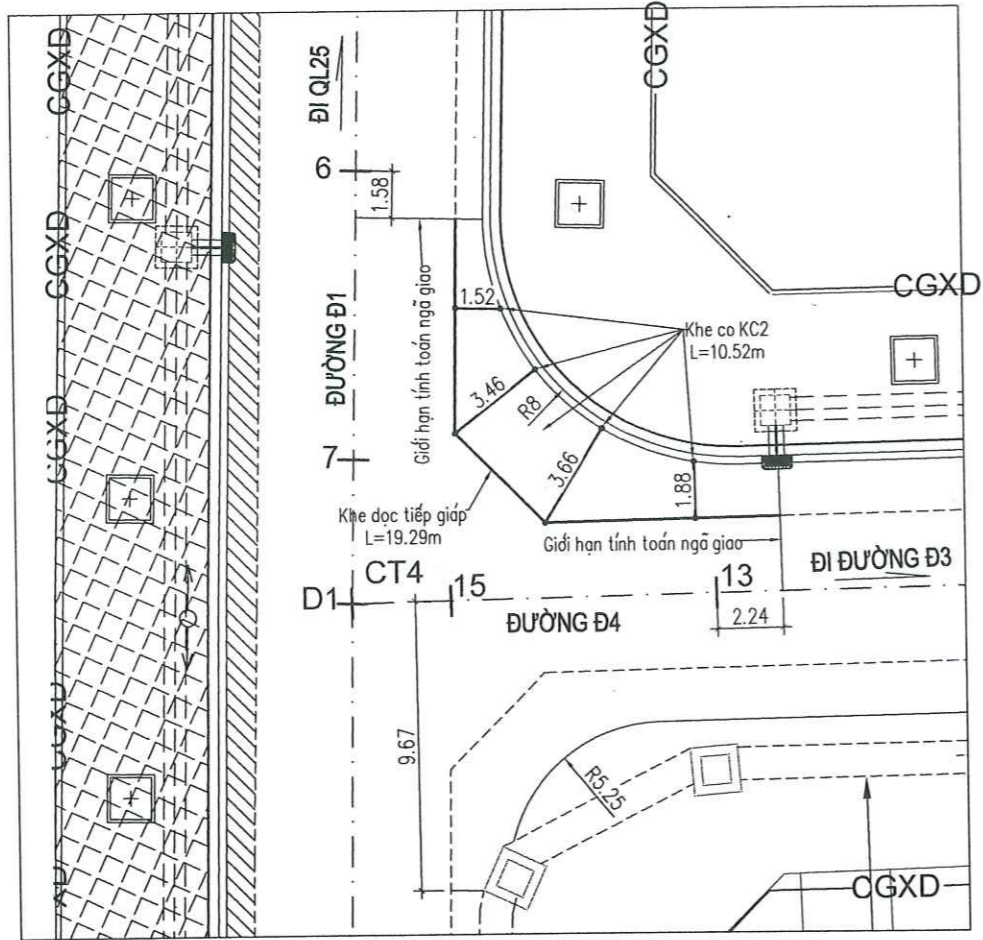 CGXD
CGXD
CGXD
CGXD
ĐI QL25
6
1.58
CGXD
CGXD
ĐƯỜNG Đ1
Giới hạn tính toán ngã giao
1.52
Khe co KC2
L=10.52m
3.46
R8
7
3.66
1.88
Khe dọc tiếp giáp
L=19.29m
Giới hạn tính toán ngã giao
ĐI ĐƯỜNG Đ3
CT4
D1
15
13
ĐƯỜNG Đ4
2.24
9.67
R5.25
CGXD